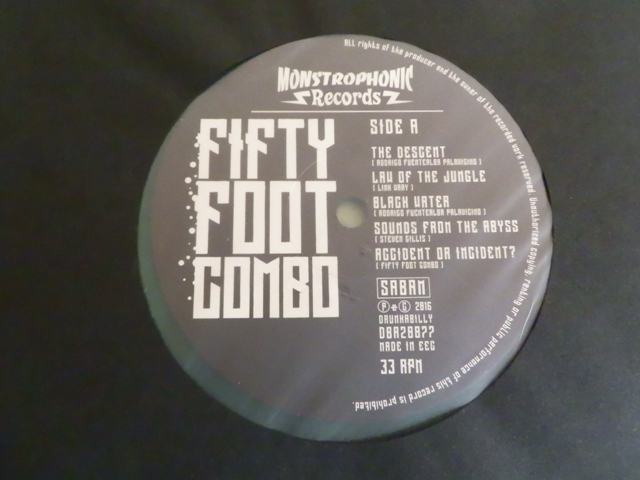 MONSTROPHONIC
Records
FIFTY
FOOT
COMBO
SIDE A
THE DESCENT
( RODRIGO FUENTEALBA PALAVICINO )
LAW OF THE JUNGLE
( LINK WRAY )
BLACK WATER
( RODRIGO FUENTEALBA PALAVICINO )
SOUNDS FROM THE ABYSS
( STEVEN GILLIS )
ACCIDENT OR INCIDENT?
( FIFTY FOOT COMBO )
SABAM
Ⓟ+© 2016
DRUNKABILLY
DBR28877
MADE IN EEC
33 RPM
ALL rights of the producer and the owner of the recorded work reserved. Unauthorized copying, renking or public performance of this record is prohibited.